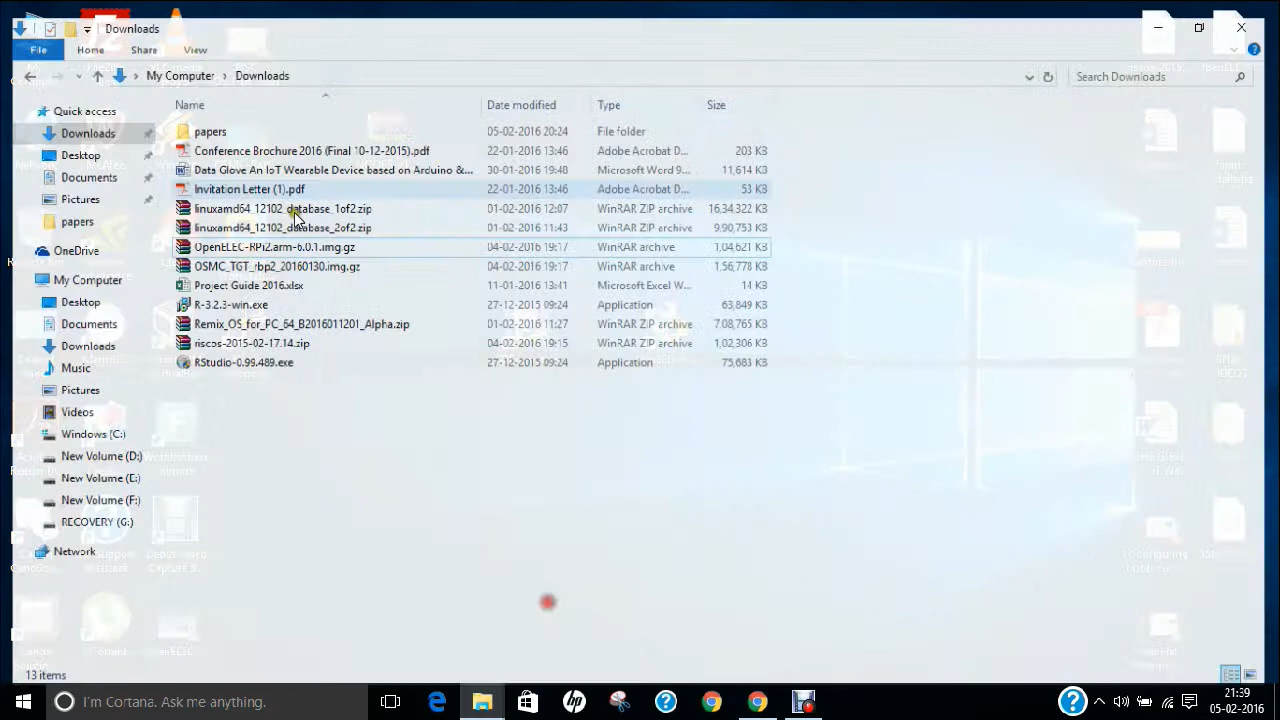 Downloads
File Home Share View
My Computer Downloads Search Downloads
Name Date modified Type Size
Quick access
Downloads
Desktop
Documents
Pictures
papers
OneDrive
My Computer
Desktop
Documents
Downloads
Music
Pictures
Videos
Windows (C:)
New Volume (D:)
New Volume (E:)
New Volume (F:)
RECOVERY (G:)
Network
papers 05-02-2016 20:24 File folder
Conference Brochure 2016 (Final 10-12-2015).pdf 22-01-2016 13:46 Adobe Acrobat D... 203 KB
Data Glove An IoT Wearable Device based on Arduino &... 30-01-2016 19:48 Microsoft Word 9... 11,614 KB
Invitation Letter (1).pdf 22-01-2016 13:46 Adobe Acrobat D... 53 KB
linuxamd64_12102_database_1of2.zip 01-02-2016 12:07 WinRAR ZIP archive 16,34,322 KB
linuxamd64_12102_database_2of2.zip 01-02-2016 11:43 WinRAR ZIP archive 9,90,753 KB
OpenELEC-RPi2.arm-6.0.1.img.gz 04-02-2016 19:17 WinRAR archive 1,04,621 KB
OSMC_TGT_rbp2_20160130.img.gz 04-02-2016 19:17 WinRAR archive 1,56,778 KB
Project Guide 2016.xlsx 11-01-2016 13:41 Microsoft Excel W... 14 KB
R-3.2.3-win.exe 27-12-2015 09:24 Application 63,849 KB
Remix_OS_for_PC_64_B2016011201_Alpha.zip 01-02-2016 11:27 WinRAR ZIP archive 7,08,765 KB
riscos-2015-02-17.14.zip 04-02-2016 19:15 WinRAR ZIP archive 1,02,306 KB
RStudio-0.99.489.exe 27-12-2015 09:24 Application 75,683 KB
13 items
I'm Cortana. Ask me anything.
21:39
05-02-2016